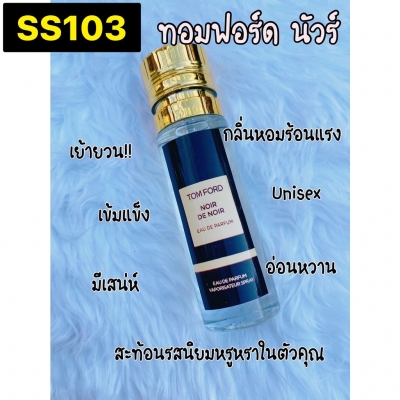 SS103
ทอมฟอร์ด นัวร์
กลิ่นหอมร้อนแรง
เย้ายวน!!
TOM FORD
NOIR
DE NOIR
EAU DE PARFUM
Unisex
เข้มแข็ง
อ่อนหวาน
มีเสน่ห์
EAU DE PARFUM
VAPORISATEUR SPRAY
สะท้อนรสนิยมหรูหราในตัวคุณ